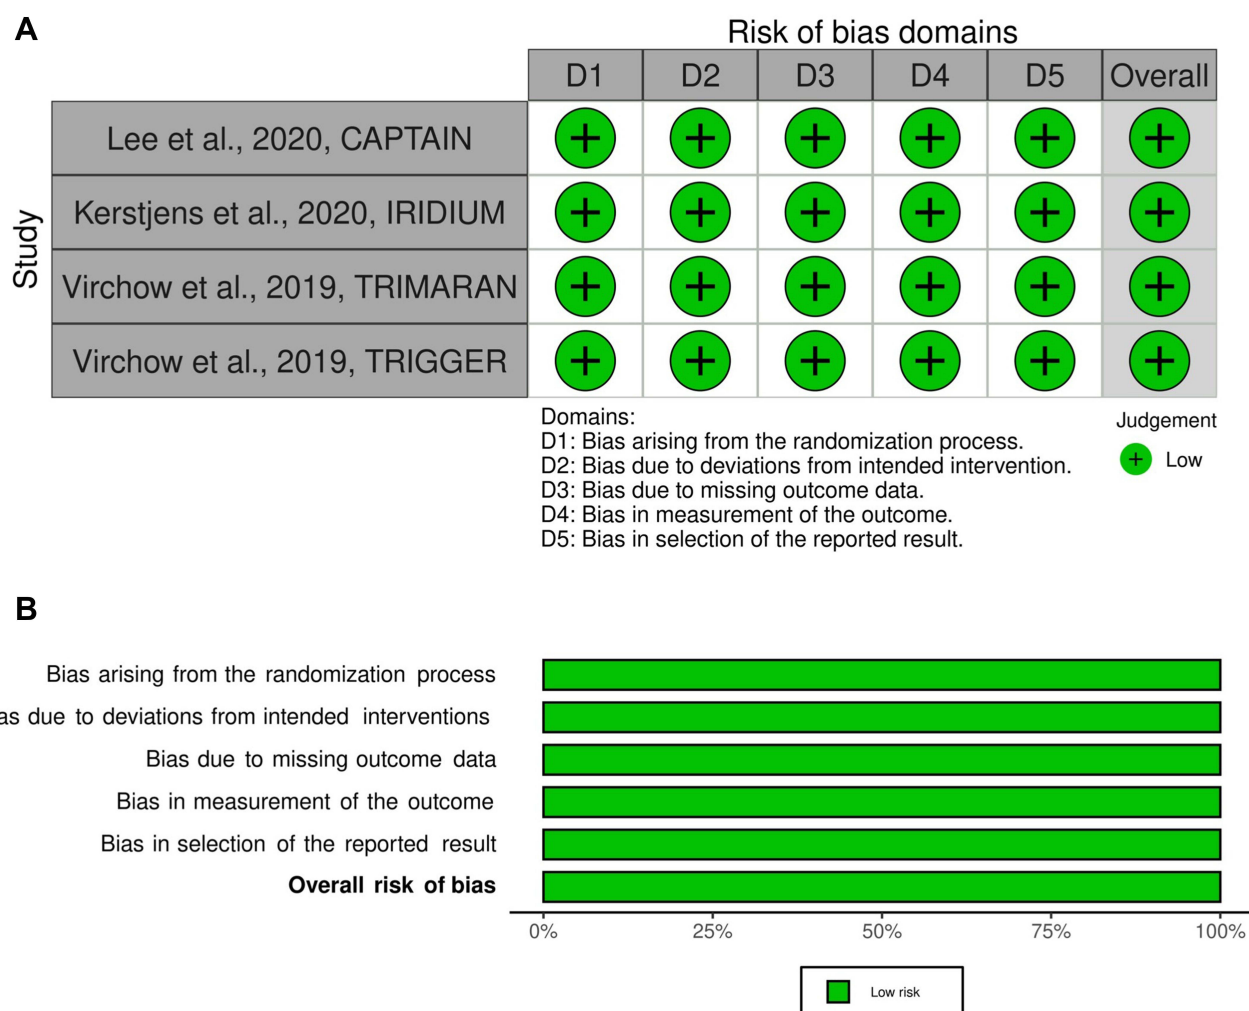 A
Risk of bias domains
D1 D2 D3 D4 D5 Overall
Study
Lee et al., 2020, CAPTAIN + + + + + +
Kerstjens et al., 2020, IRIDIUM + + + + + +
Virchow et al., 2019, TRIMARAN + + + + + +
Virchow et al., 2019, TRIGGER + + + + + +
Domains:
D1: Bias arising from the randomization process.
D2: Bias due to deviations from intended intervention.
D3: Bias due to missing outcome data.
D4: Bias in measurement of the outcome.
D5: Bias in selection of the reported result.
Judgement
+ Low
B
Bias arising from the randomization process
as due to deviations from intended interventions
Bias due to missing outcome data
Bias in measurement of the outcome
Bias in selection of the reported result
Overall risk of bias
0% 25% 50% 75% 100%
Low risk